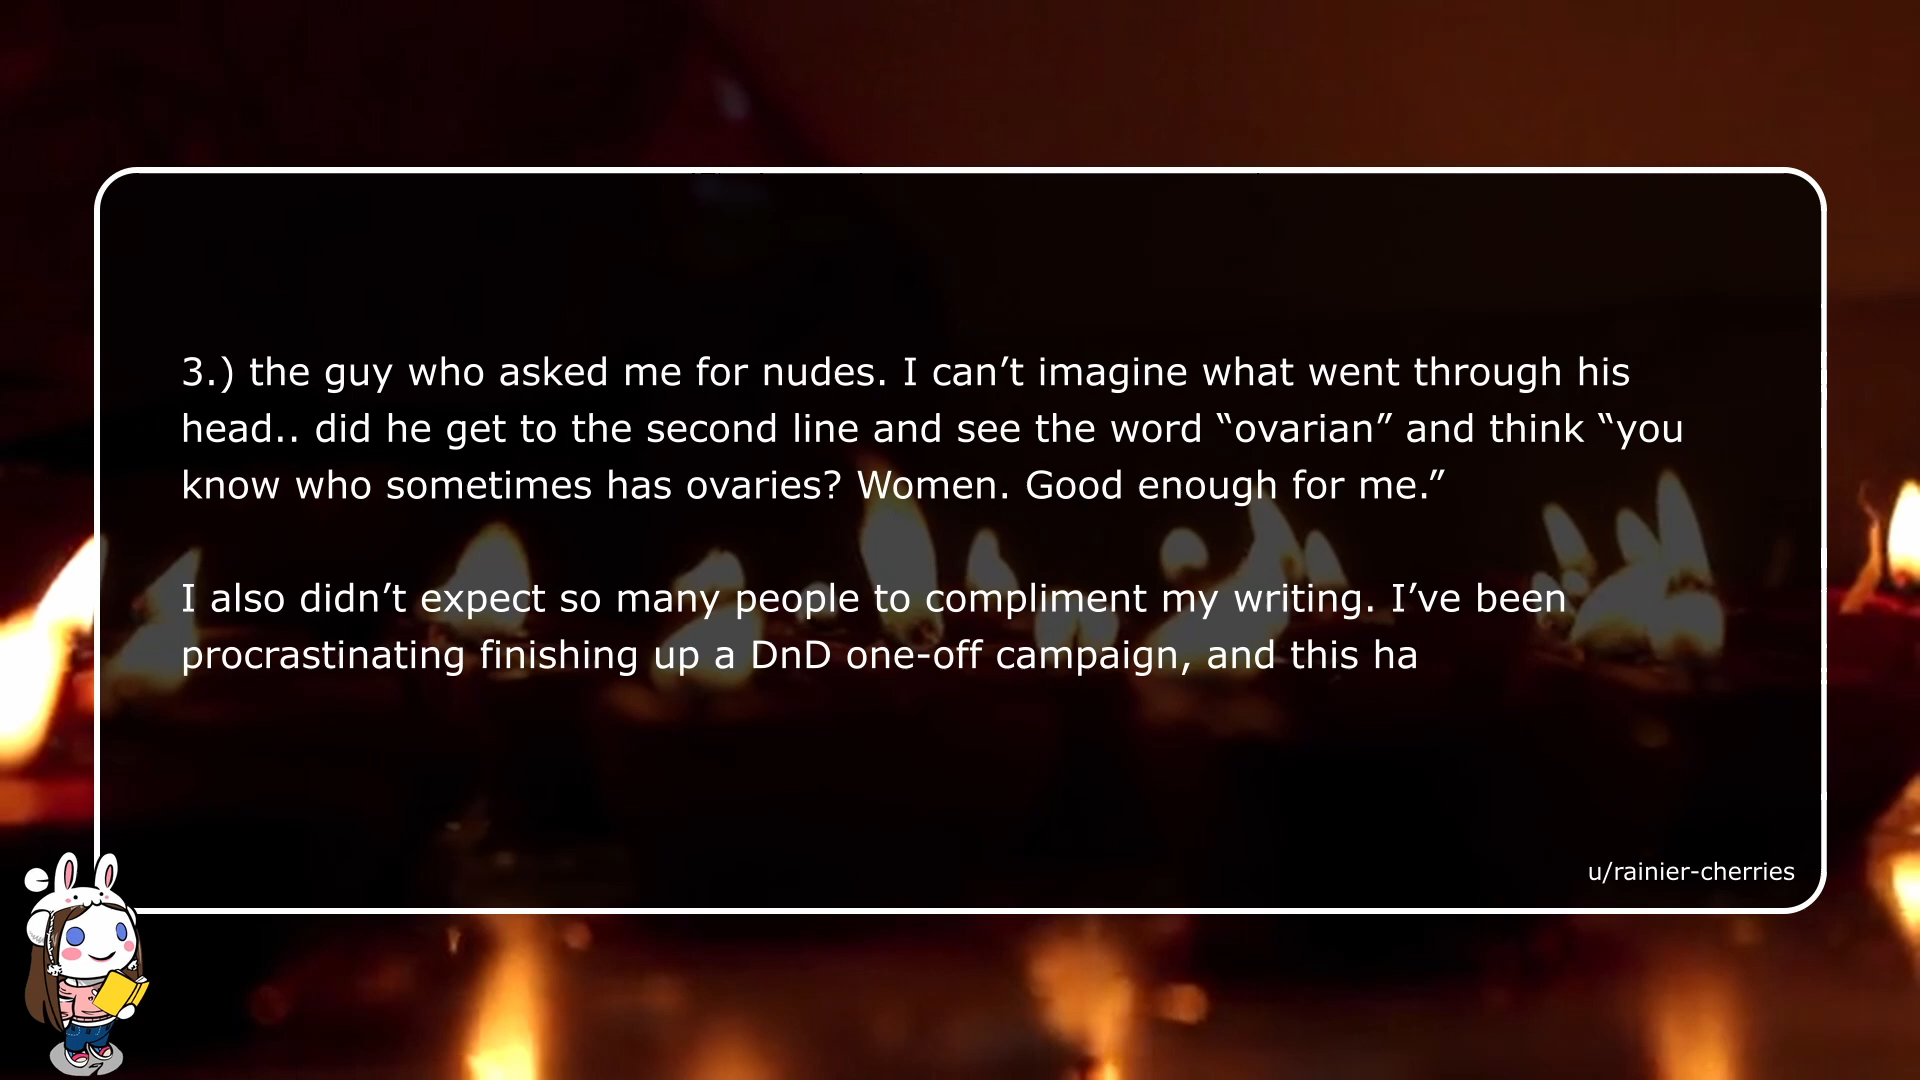 3.) the guy who asked me for nudes. I can’t imagine what went through his
head.. did he get to the second line and see the word “ovarian” and think “you
know who sometimes has ovaries? Women. Good enough for me.”
I also didn’t expect so many people to compliment my writing. I’ve been
procrastinating finishing up a DnD one-off campaign, and this ha
u/rainier-cherries